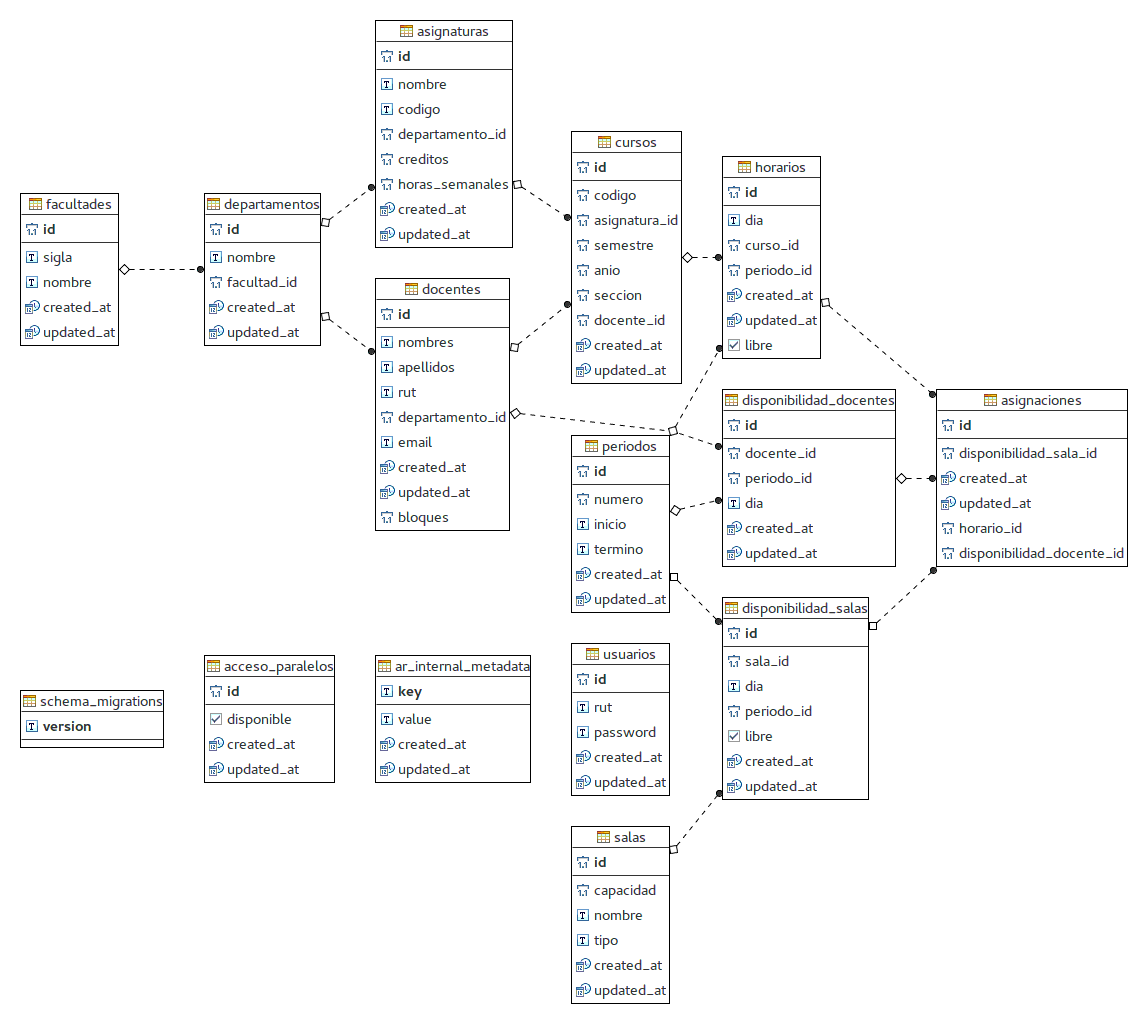 asignaturas
id
nombre
codigo
departamento_id
creditos
horas_semanales
created_at
updated_at
facultades
id
sigla
nombre
created_at
updated_at
departamentos
id
nombre
facultad_id
created_at
updated_at
docentes
id
nombres
apellidos
rut
departamento_id
email
created_at
updated_at
bloques
cursos
id
codigo
asignatura_id
semestre
anio
seccion
docente_id
created_at
updated_at
horarios
id
dia
curso_id
periodo_id
created_at
updated_at
libre
periodos
id
numero
inicio
termino
created_at
updated_at
disponibilidad_docentes
id
docente_id
periodo_id
dia
created_at
updated_at
asignaciones
id
disponibilidad_sala_id
created_at
updated_at
horario_id
disponibilidad_docente_id
disponibilidad_salas
id
sala_id
dia
periodo_id
libre
created_at
updated_at
schema_migrations
version
acceso_paralelos
id
disponible
created_at
updated_at
ar_internal_metadata
key
value
created_at
updated_at
usuarios
id
rut
password
created_at
updated_at
salas
id
capacidad
nombre
tipo
created_at
updated_at